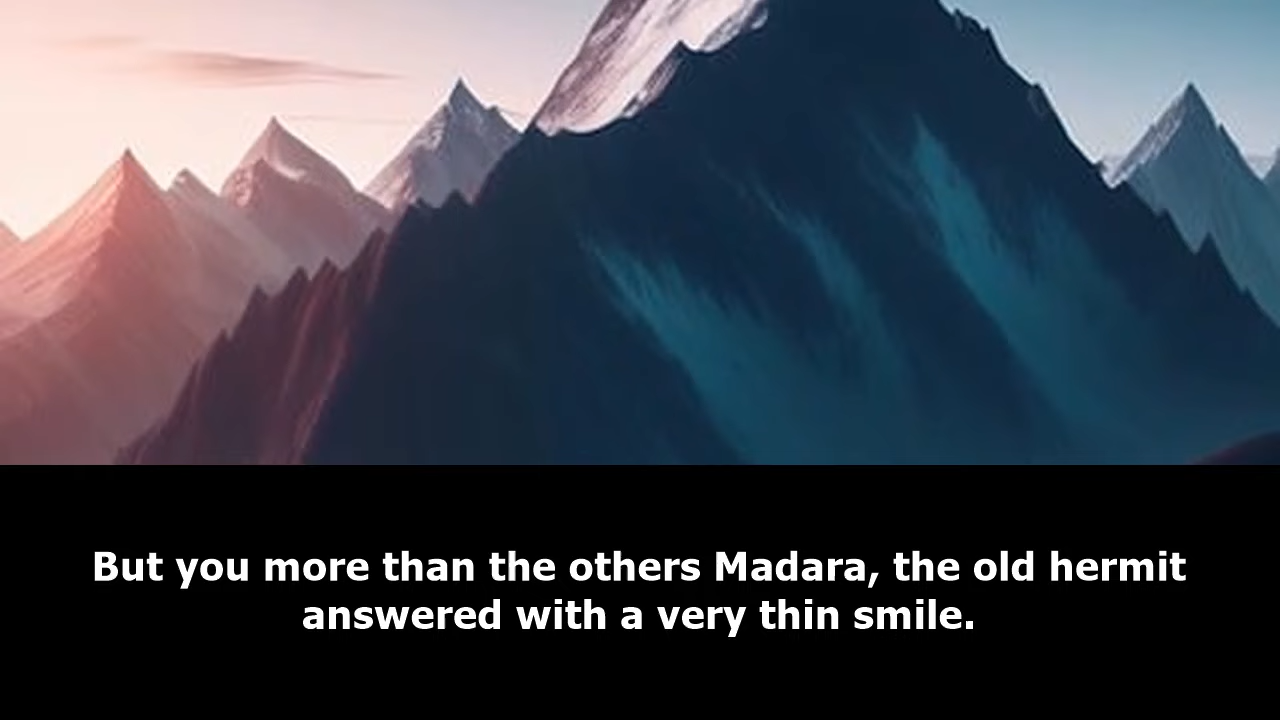 But you more than the others Madara, the old hermit
answered with a very thin smile.